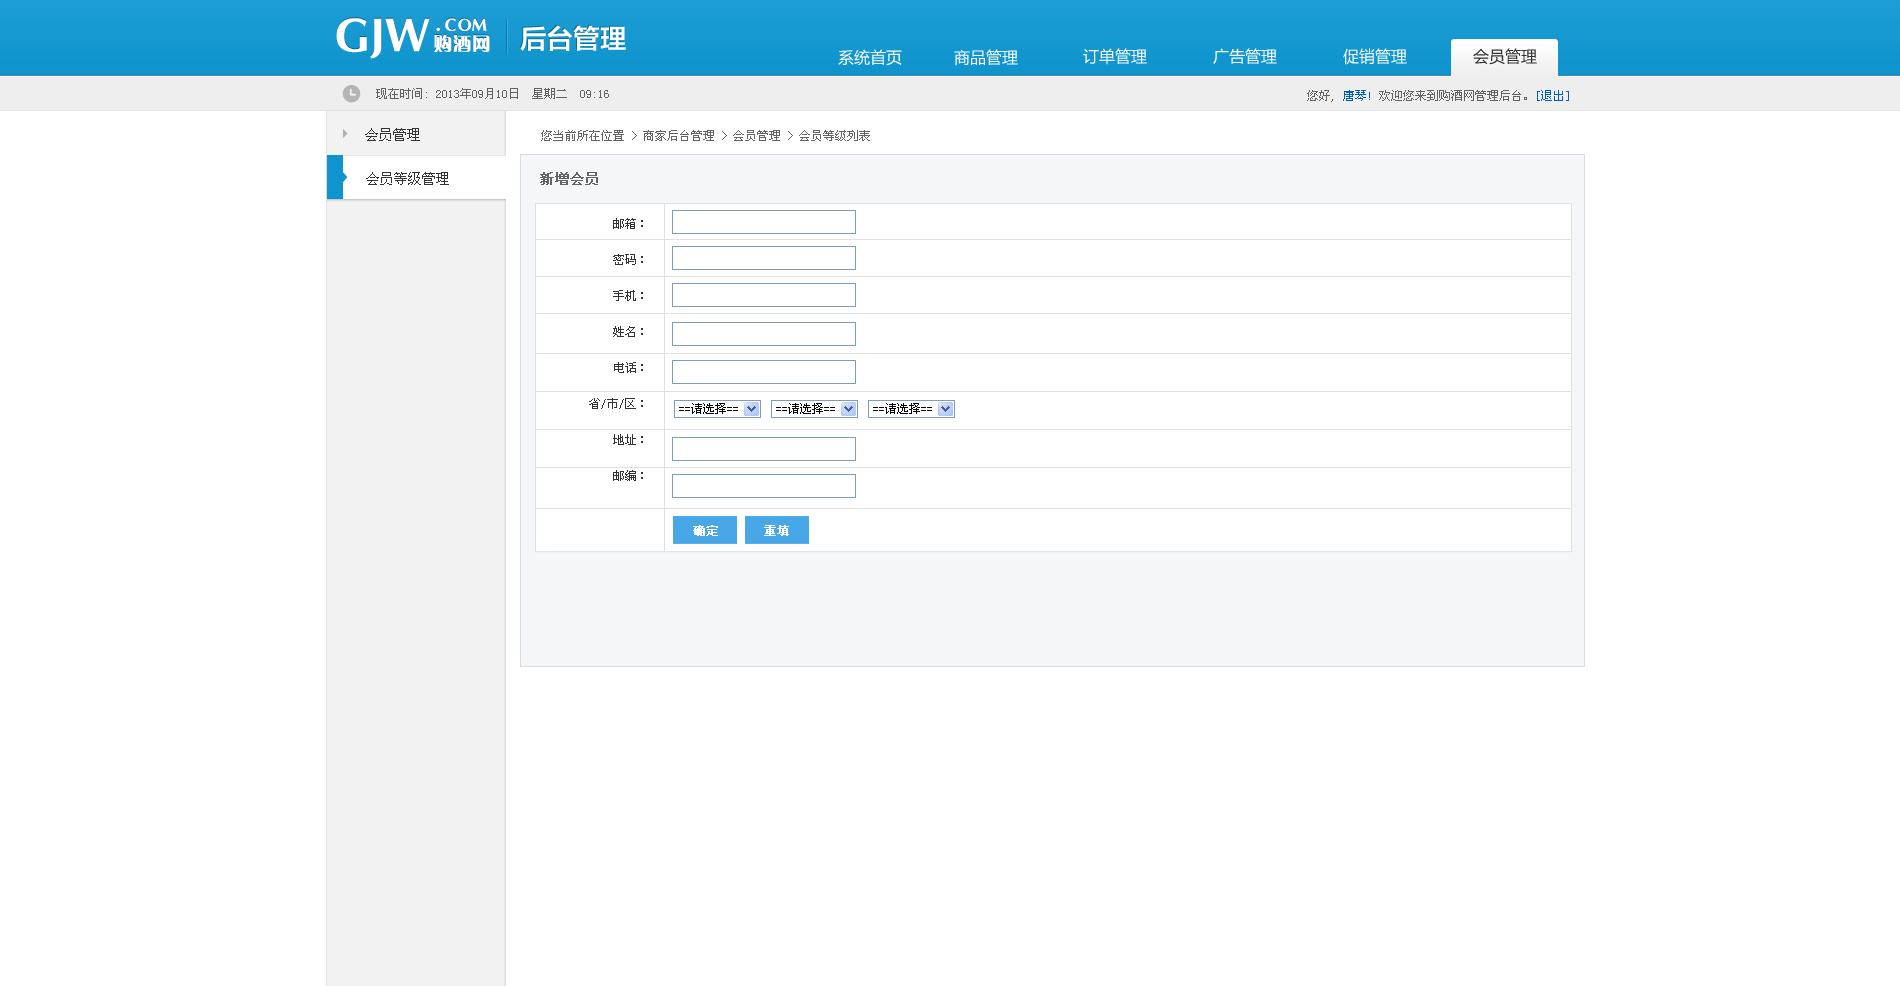 GJW.COM 购酒网 后台管理
系统首页 商品管理 订单管理 广告管理 促销管理 会员管理
现在时间：2013年09月10日 星期二 09:16
您好，唐琴！欢迎您来到购酒网管理后台。[退出]
会员管理
会员等级管理
您当前所在位置 > 商家后台管理 > 会员管理 > 会员等级列表
新增会员
邮箱：
密码：
手机：
姓名：
电话：
省/市/区： ==请选择== ==请选择== ==请选择==
地址：
邮编：
确定 重填